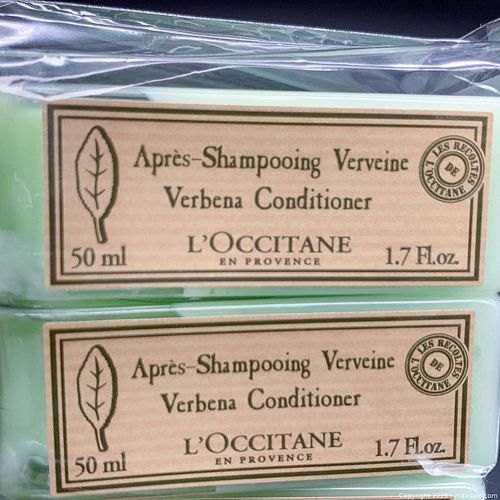 Après-Shampooing Verveine
Verbena Conditioner
L'OCCITANE
EN PROVENCE
50 ml
1.7 Fl.oz.
LES RECOLTES
DE
L'OCCITANE
Après-Shampooing Verveine
Verbena Conditioner
L'OCCITANE
EN PROVENCE
50 ml
1.7 Fl.oz.
LES RECOLTES
DE
L'OCCITANE